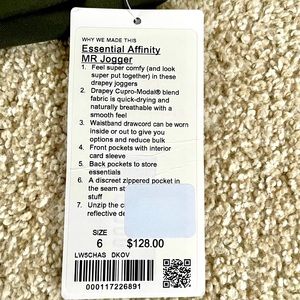 WHY WE MADE THIS
Essential Affinity
MR Jogger
1. Feel super comfy (and look
super put together) in these
drapey joggers
2. Drapey Cupro-Modal® blend
fabric is quick-drying and
naturally breathable with a
smooth feel
3. Waistband drawcord can be worn
inside or out to give you
options and reduce bulk
4. Front pockets with interior
card sleeve
5. Back pockets to store
essentials
6. A discreet zippered pocket in
the seam
stuff
7. Unzip the
reflective
SIZE
6 $128.00
LW5CHAS DKOV
000117226891